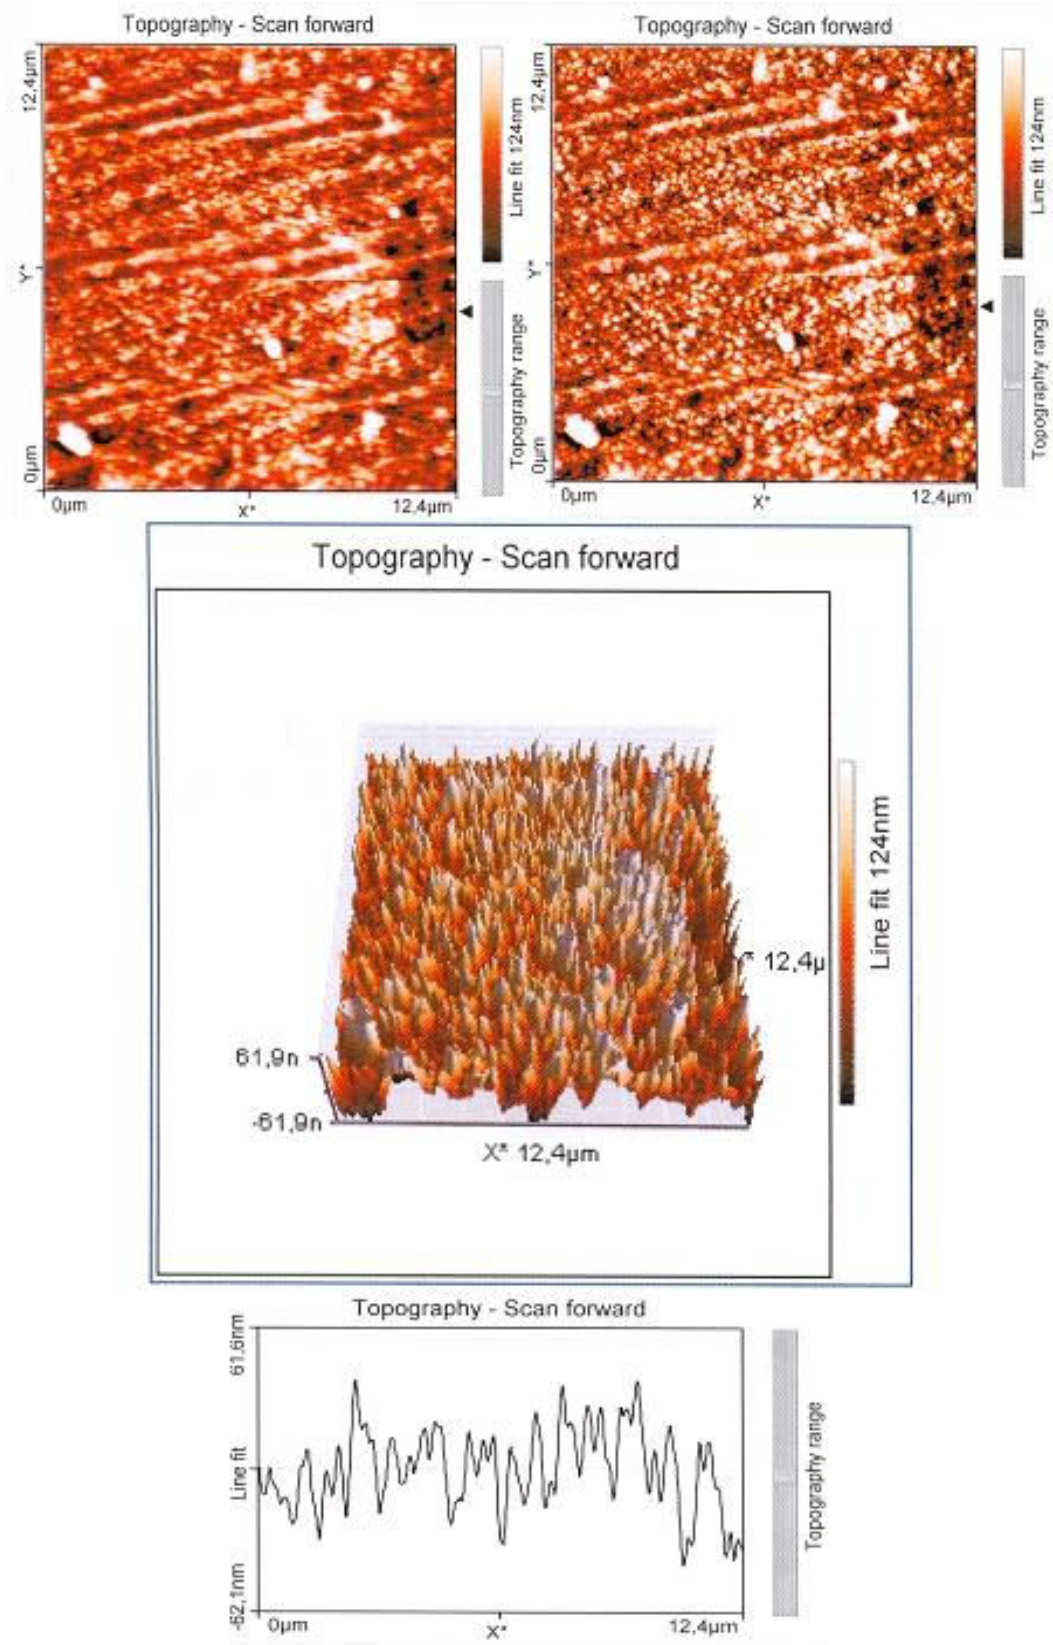 Topography - Scan forward
12,4µm
Y*
0µm
0µm
X*
12,4µm
Line fit 124nm
Topography range
Topography - Scan forward
12,4µm
Y*
0µm
0µm
X*
12,4µm
Line fit 124nm
Topography range
Topography - Scan forward
61,9n
-61,9n
X* 12,4µm
* 12,4µ
Line fit 124nm
Topography - Scan forward
61,6nm
Line fit
-62,1nm
0µm
X*
12,4µm
Topography range